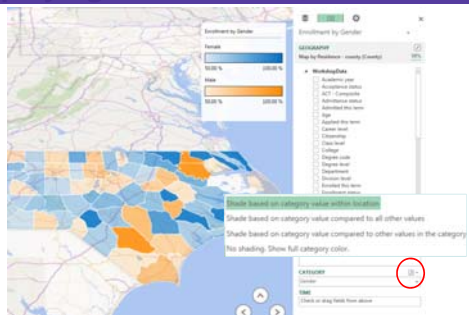 Enrollment by Gender
Female
50.00 %
100.00 %
Male
50.00 %
100.00 %
Enrollment by Gender
GEOGRAPHY
Map by Residence - county (County)
98%
WorkshopData
Academic year
Acceptance status
ACT - Composite
Admittance status
Admitted this term
Age
Applied this term
Career level
Citizenship
Class level
College
Degree code
Degree level
Department
Division level
Enrolled this term
Enrollment status
Shade based on category value within location
Shade based on category value compared to all other values
Shade based on category value compared to other values in the category
No shading. Show full category color.
CATEGORY
Gender
TIME
Check or drag fields from above